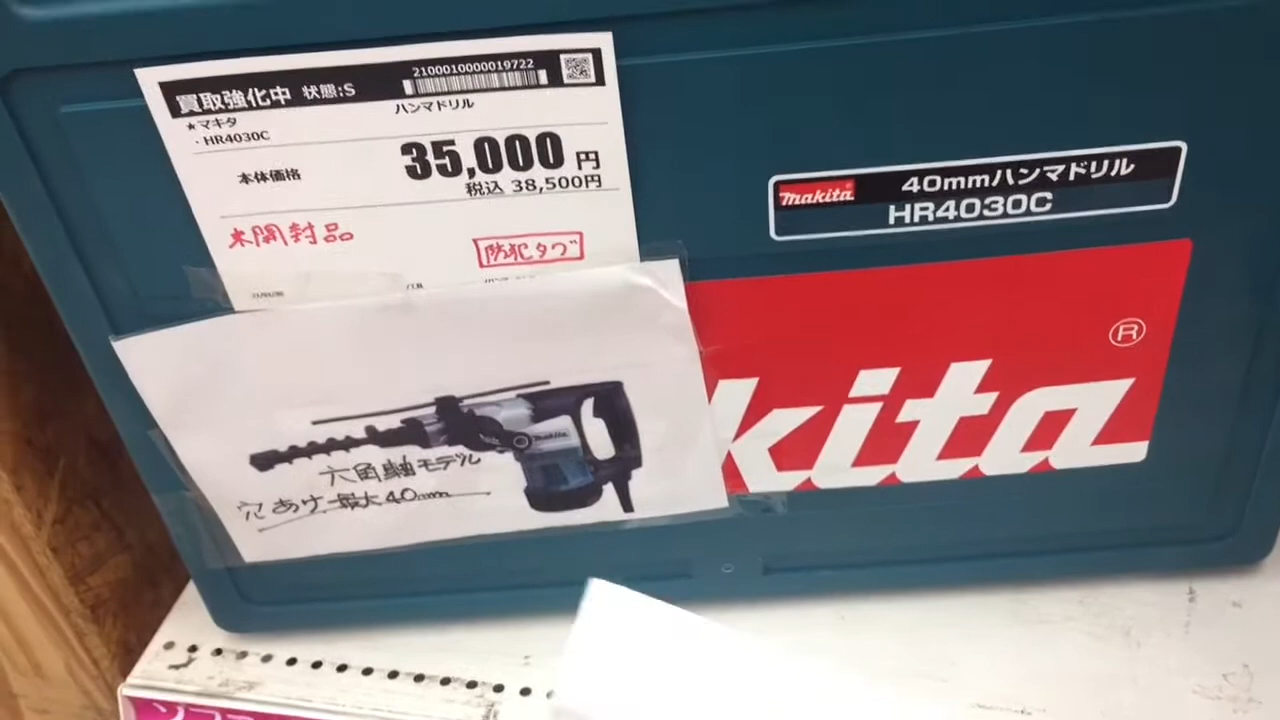 2100010000019722
買取強化中 状態:S
ハンマドリル
★マキタ
・HR4030C
本体価格
35,000円
税込 38,500円
未開封品
防犯タグ
六角軸モデル
穴あけ最大40mm
makita
40mmハンマドリル
HR4030C
kita
®